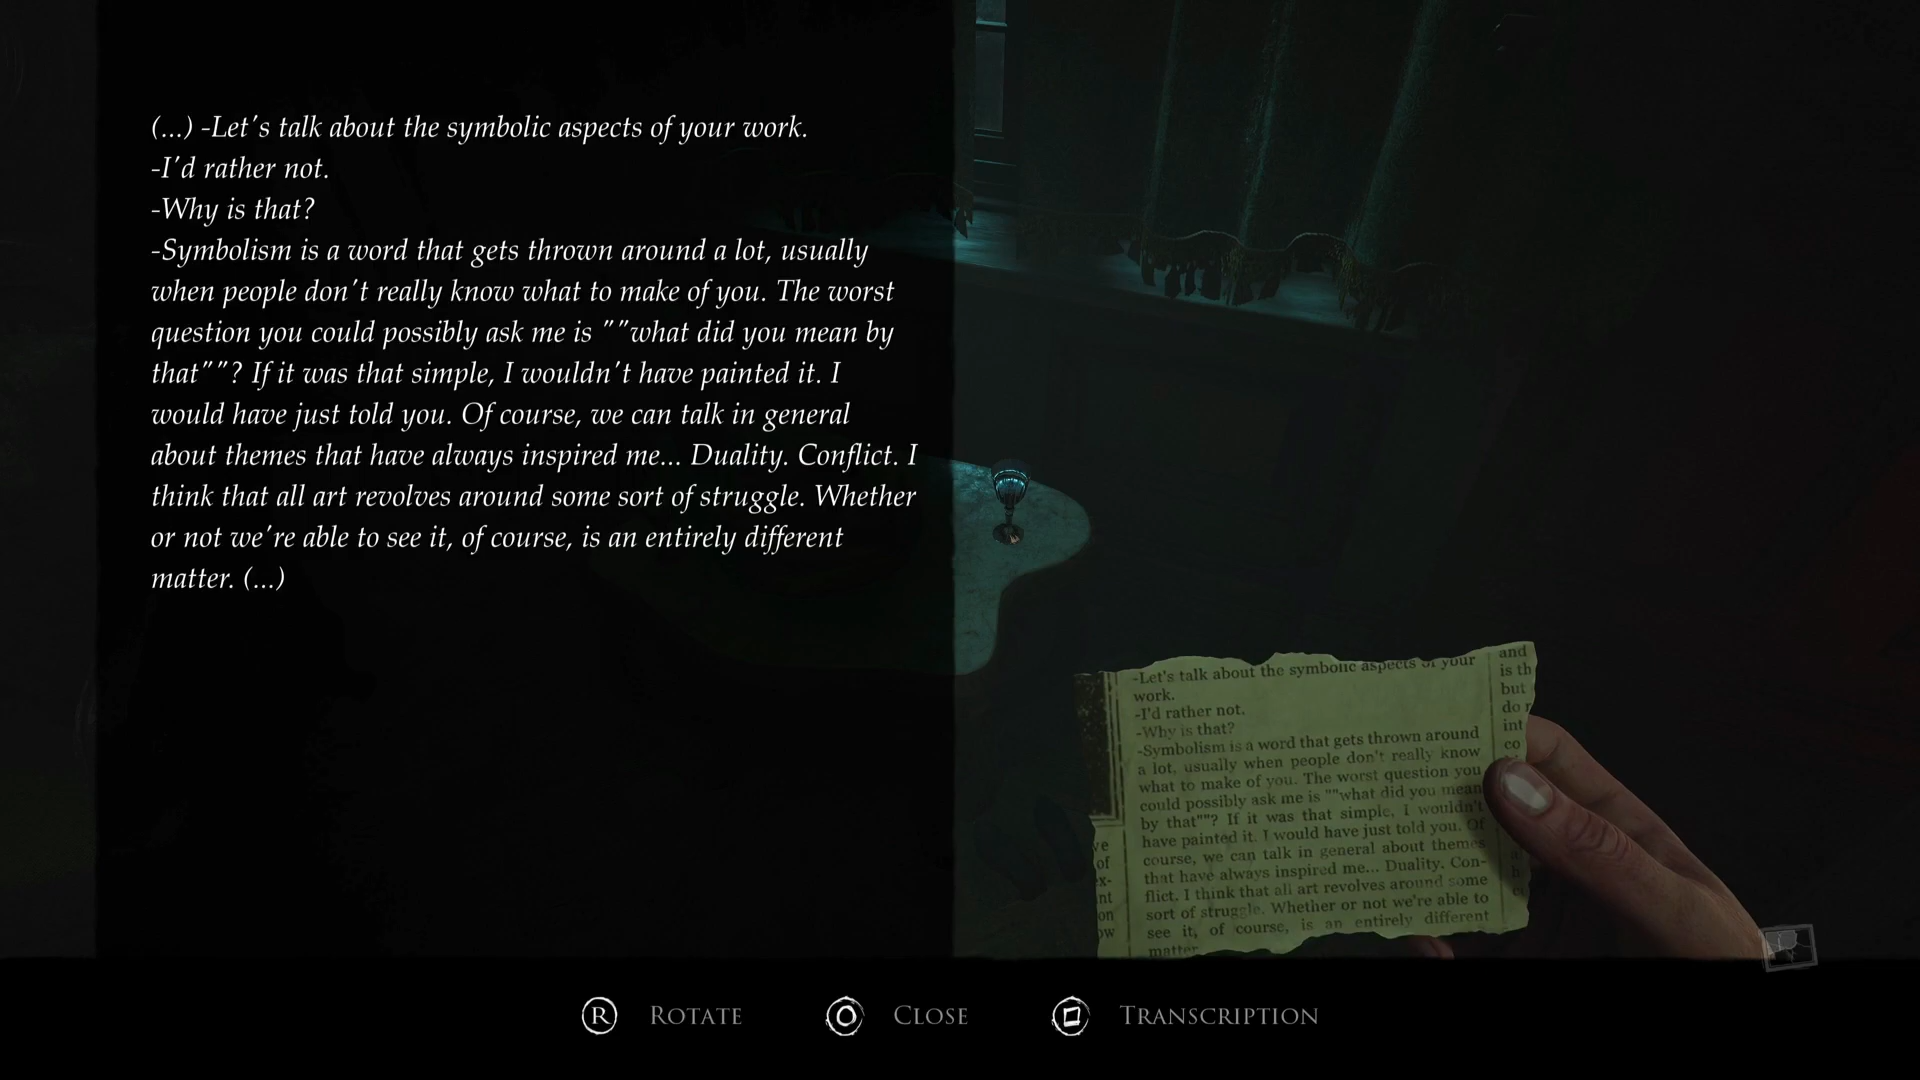 (...) -Let's talk about the symbolic aspects of your work.
-I'd rather not.
-Why is that?
-Symbolism is a word that gets thrown around a lot, usually
when people don't really know what to make of you. The worst
question you could possibly ask me is ""what did you mean by
that""? If it was that simple, I wouldn't have painted it. I
would have just told you. Of course, we can talk in general
about themes that have always inspired me... Duality. Conflict. I
think that all art revolves around some sort of struggle. Whether
or not we're able to see it, of course, is an entirely different
matter. (...)
-Let's talk about the symbolic aspects of your
work.
-I'd rather not.
-Why is that?
-Symbolism is a word that gets thrown around
a lot, usually when people don't really know
what to make of you. The worst question you
could possibly ask me is ""what did you mean
by that""? If it was that simple, I wouldn't
have painted it. I would have just told you. Of
course, we can talk in general about themes
that have always inspired me... Duality. Con-
flict. I think that all art revolves around some
sort of struggle. Whether or not we're able to
see it, of course, is an entirely different
matter
and
is th
but
do r
int
co
ve
of
ex-
nt
on
ow
R ROTATE
CLOSE
TRANSCRIPTION